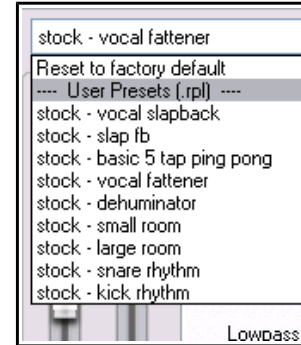 stock - vocal fattener
Reset to factory default
---- User Presets (.rpl) ----
stock - vocal slapback
stock - slap fb
stock - basic 5 tap ping pong
stock - vocal fattener
stock - dehuminator
stock - small room
stock - large room
stock - snare rhythm
stock - kick rhythm
Lowpass